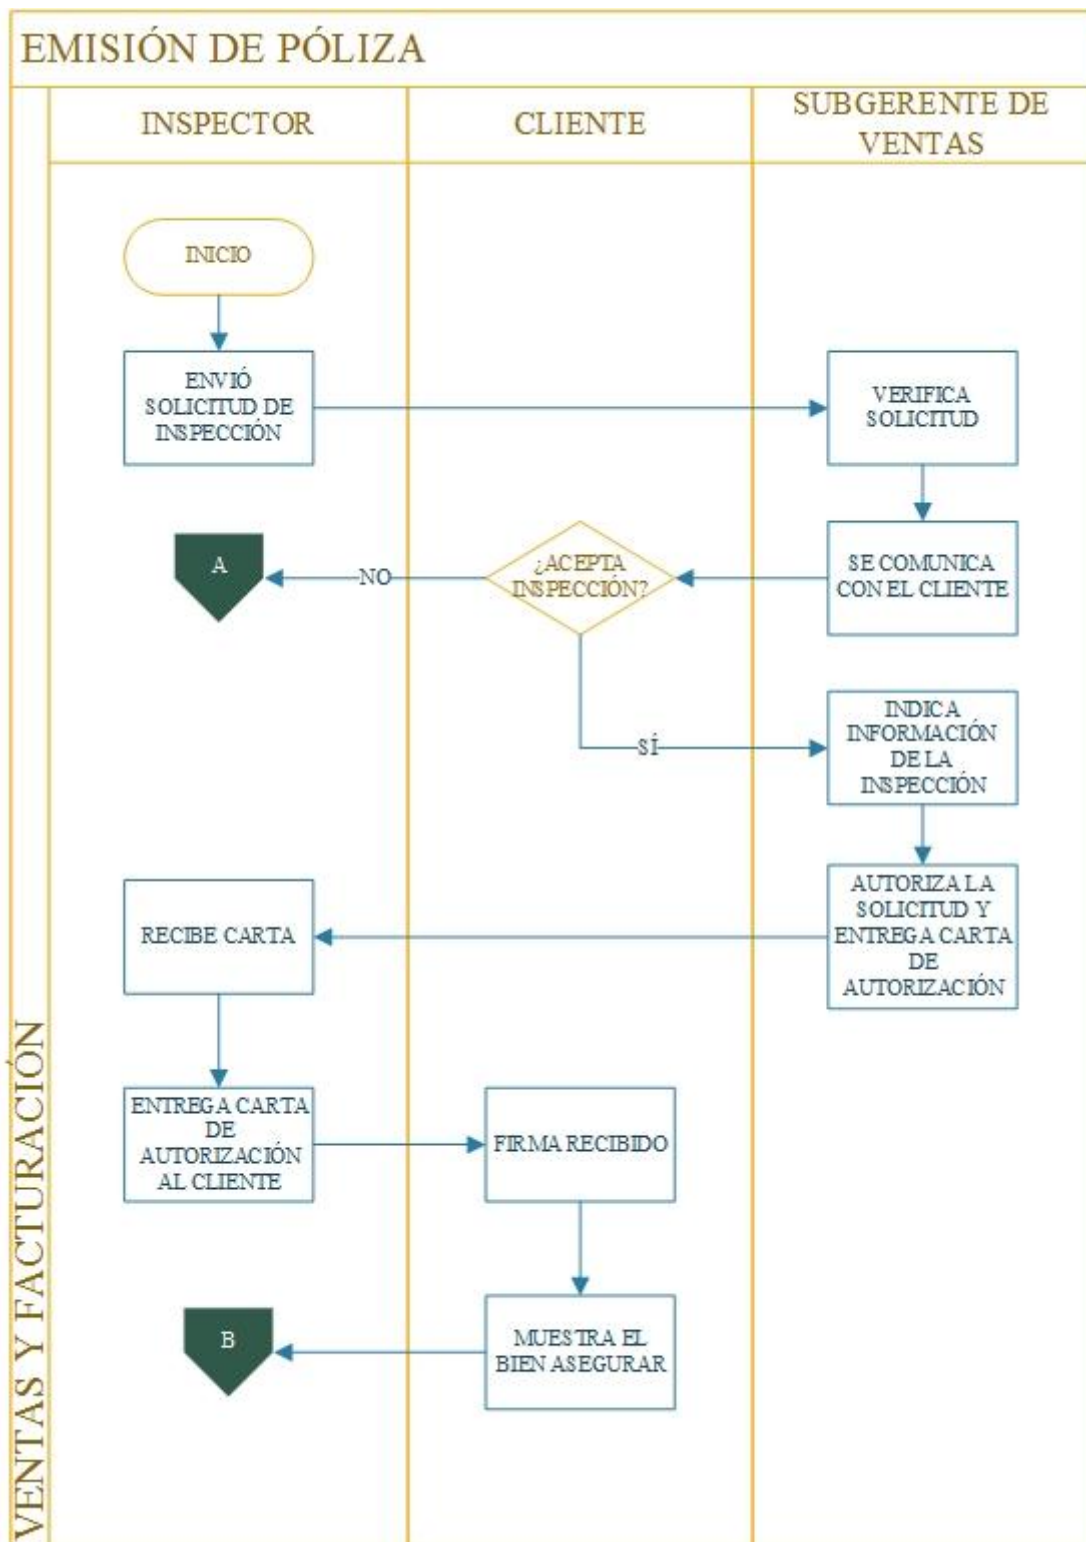 EMISIÓN DE PÓLIZA
VENTAS Y FACTURACIÓN
INSPECTOR
CLIENTE
SUBGERENTE DE
VENTAS
INICIO
ENVIÓ
SOLICITUD DE
INSPECCIÓN
VERIFICA
SOLICITUD
A
NO
¿ACEPTA
INSPECCIÓN?
SE COMUNICA
CON EL CLIENTE
SÍ
INDICA
INFORMACIÓN
DE LA
INSPECCIÓN
RECIBE CARTA
AUTORIZA LA
SOLICITUD Y
ENTREGA CARTA
DE
AUTORIZACIÓN
ENTREGA CARTA
DE
AUTORIZACIÓN
AL CLIENTE
FIRMA RECIBIDO
B
MUESTRA EL
BIEN ASEGURAR